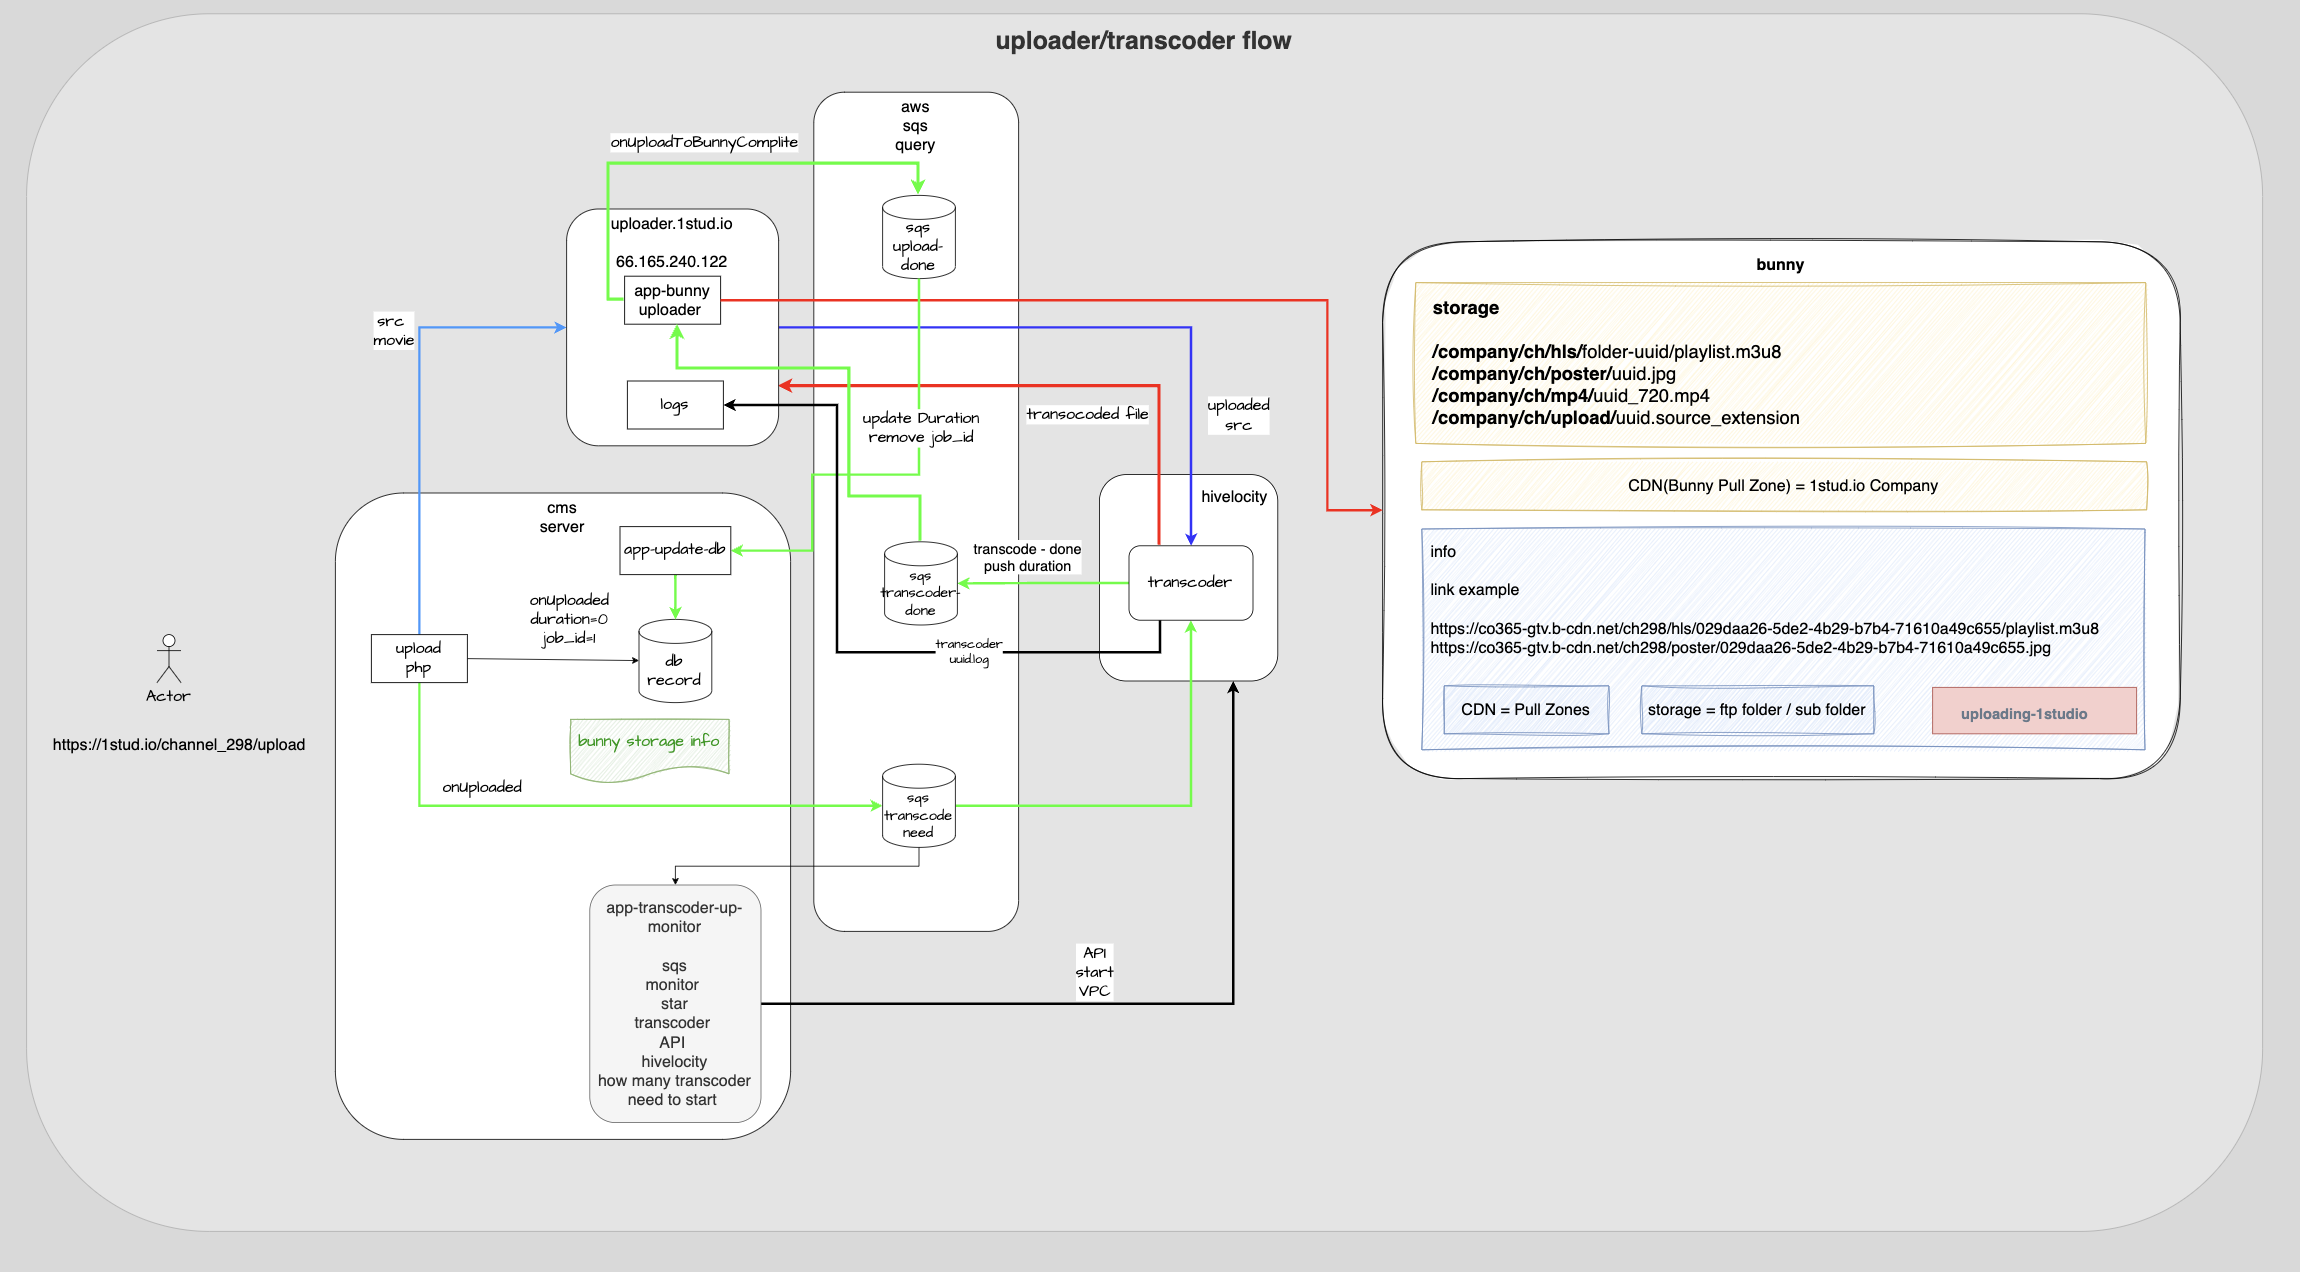 uploader/transcoder flow
aws
sqs
query
onUploadToBunnyComplite
sqs
upload-
done
uploader.1stud.io
66.165.240.122
app-bunny
uploader
logs
src
movie
update Duration
remove job_id
transocoded file
uploaded
src
hivelocity
transcoder
transcode - done
push duration
sqs
transcoder-
done
transcoder
uuid.log
cms
server
app-update-db
onUploaded
duration=0
job_id=1
upload
php
db
record
bunny storage info
Actor
https://1stud.io/channel_298/upload
onUploaded
sqs
transcode
need
app-transcoder-up-
monitor
sqs
monitor
star
transcoder
API
hivelocity
how many transcoder
need to start
API
start
VPC
bunny
storage
/company/ch/hls/folder-uuid/playlist.m3u8
/company/ch/poster/uuid.jpg
/company/ch/mp4/uuid_720.mp4
/company/ch/upload/uuid.source_extension
CDN(Bunny Pull Zone) = 1stud.io Company
info
link example
https://co365-gtv.b-cdn.net/ch298/hls/029daa26-5de2-4b29-b7b4-71610a49c655/playlist.m3u8
https://co365-gtv.b-cdn.net/ch298/poster/029daa26-5de2-4b29-b7b4-71610a49c655.jpg
CDN = Pull Zones
storage = ftp folder / sub folder
uploading-1studio